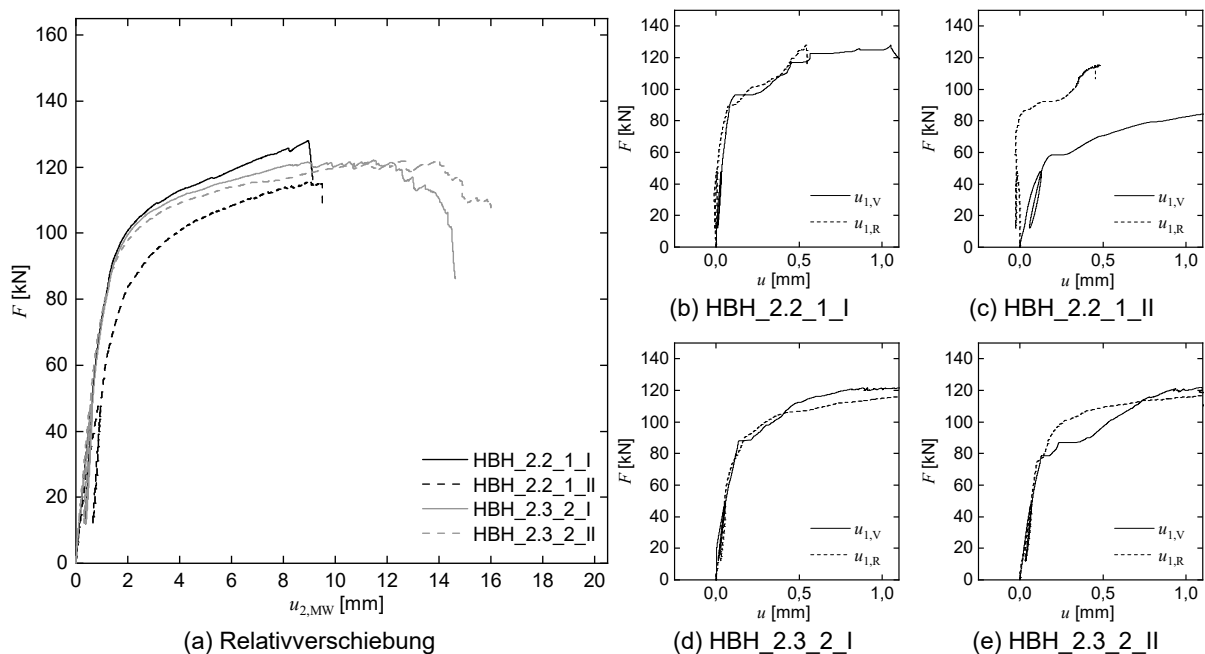 160
140
120
100
80
60
40
20
0
F [kN]
0 2 4 6 8 10 12 14 16 18 20
u2,MW [mm]
HBH_2.2_1_I
HBH_2.2_1_II
HBH_2.3_2_I
HBH_2.3_2_II
(a) Relativverschiebung
140
120
100
80
60
40
20
0
F [kN]
0,0 0,5 1,0
u [mm]
u1,V
u1,R
(b) HBH_2.2_1_I
140
120
100
80
60
40
20
0
F [kN]
0,0 0,5 1,0
u [mm]
u1,V
u1,R
(c) HBH_2.2_1_II
140
120
100
80
60
40
20
0
F [kN]
0,0 0,5 1,0
u [mm]
u1,V
u1,R
(d) HBH_2.3_2_I
140
120
100
80
60
40
20
0
F [kN]
0,0 0,5 1,0
u [mm]
u1,V
u1,R
(e) HBH_2.3_2_II